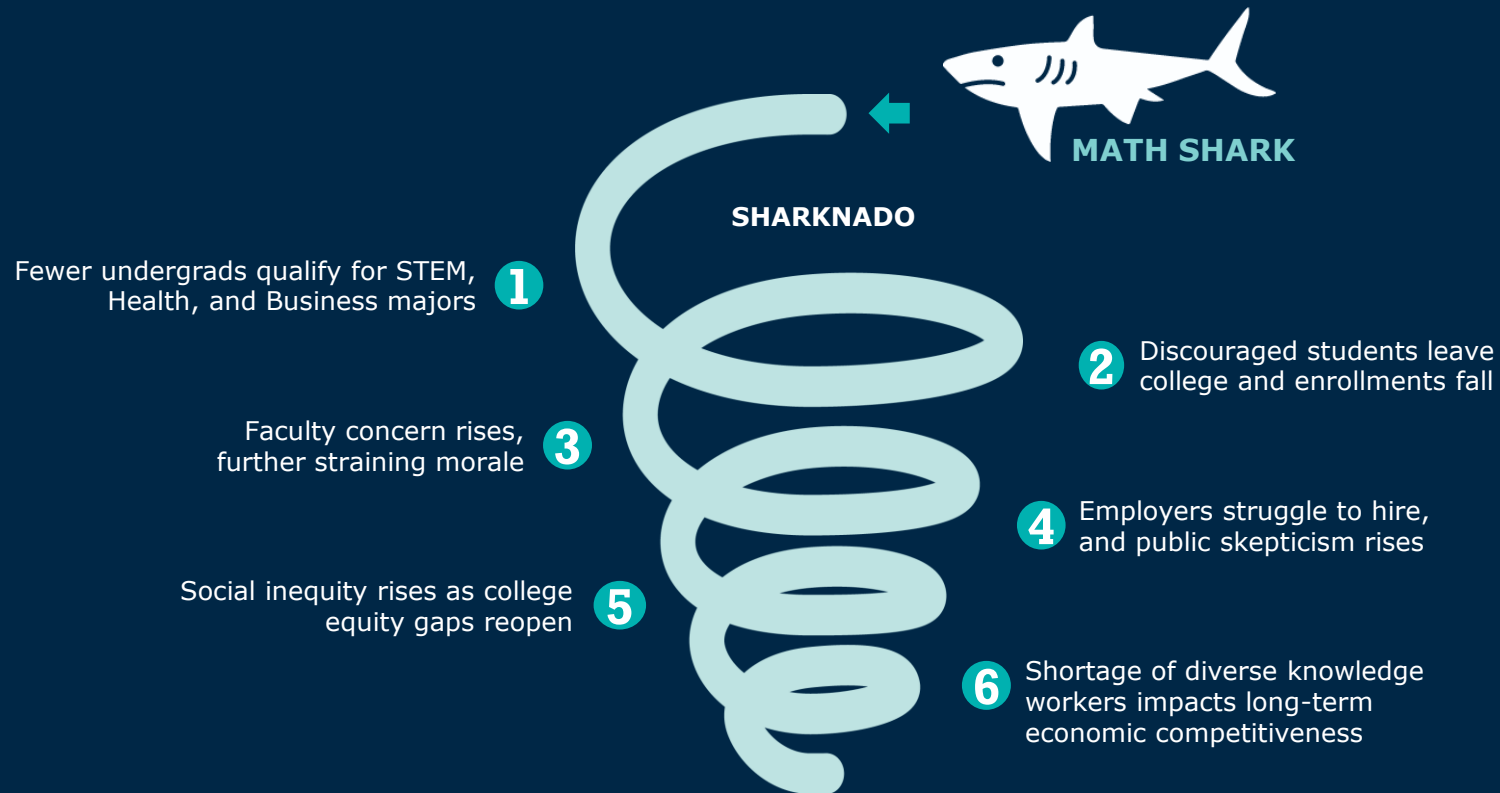 MATH SHARK
SHARKNADO
1
Fewer undergrads qualify for STEM,
Health, and Business majors
2
Discouraged students leave
college and enrollments fall
3
Faculty concern rises,
further straining morale
4
Employers struggle to hire,
and public skepticism rises
5
Social inequity rises as college
equity gaps reopen
6
Shortage of diverse knowledge
workers impacts long-term
economic competitiveness